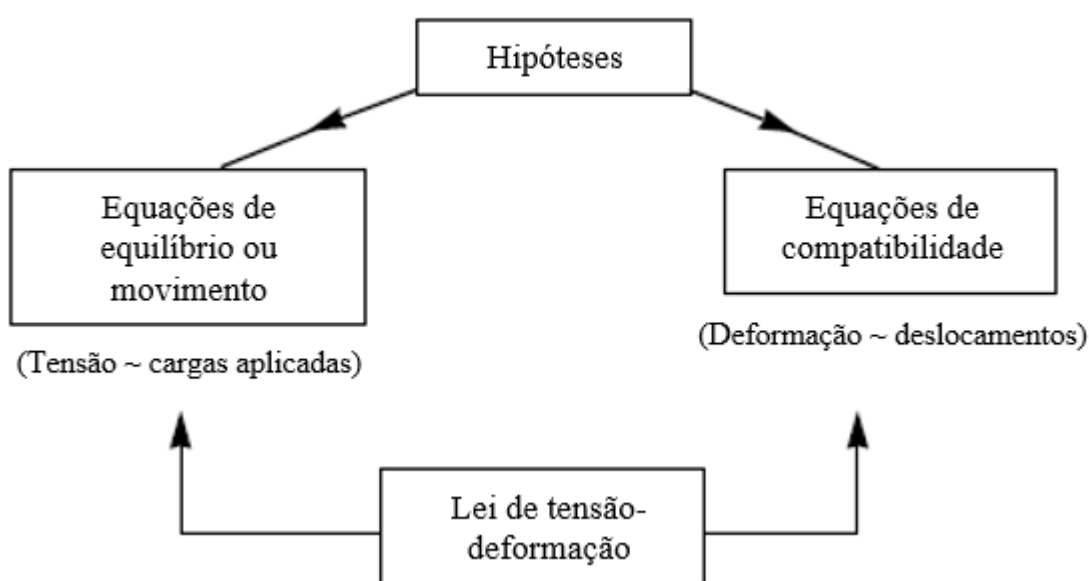 Hipóteses
Equações de
equilíbrio ou
movimento
(Tensão ~ cargas aplicadas)
Equações de
compatibilidade
(Deformação ~ deslocamentos)
Lei de tensão-
deformação